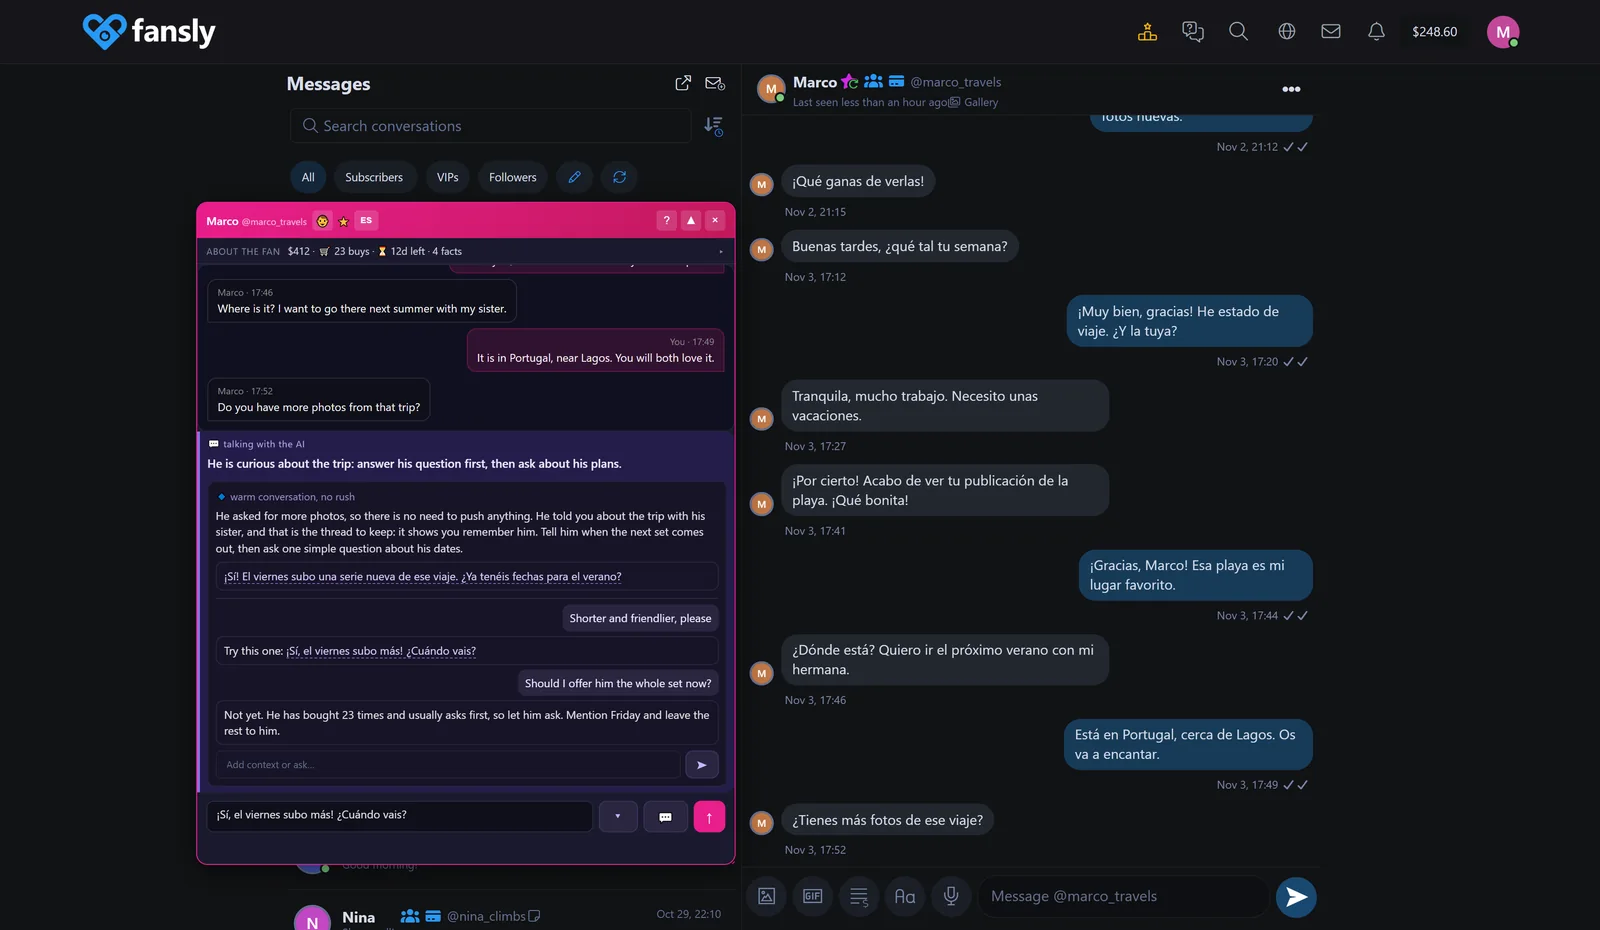 fansly
$248.60
M
Messages
Search conversations
All
Subscribers
VIPs
Followers
Marco @marco_travels
ES
?
ABOUT THE FAN $412 · 23 buys · 12d left · 4 facts
Marco · 17:46
Where is it? I want to go there next summer with my sister.
You · 17:49
It is in Portugal, near Lagos. You will both love it.
Marco · 17:52
Do you have more photos from that trip?
talking with the AI
He is curious about the trip: answer his question first, then ask about his plans.
warm conversation, no rush
He asked for more photos, so there is no need to push anything. He told you about the trip with his
sister, and that is the thread to keep: it shows you remember him. Tell him when the next set comes
out, then ask one simple question about his dates.
¡Sí! El viernes subo una serie nueva de ese viaje. ¿Ya tenéis fechas para el verano?
Shorter and friendlier, please
Try this one: ¡Sí, el viernes subo más! ¿Cuándo vais?
Should I offer him the whole set now?
Not yet. He has bought 23 times and usually asks first, so let him ask. Mention Friday and leave the
rest to him.
Add context or ask...
¡Sí, el viernes subo más! ¿Cuándo vais?
Good morning!
N
Nina
@nina_climbs
Oct 29, 22:10
M
Marco
@marco_travels
Last seen less than an hour ago
Gallery
fotos nuevas.
Nov 2, 21:12
M
¡Qué ganas de verlas!
Nov 2, 21:15
M
Buenas tardes, ¿qué tal tu semana?
Nov 3, 17:12
¡Muy bien, gracias! He estado de
viaje. ¿Y la tuya?
Nov 3, 17:20
Tranquila, mucho trabajo. Necesito unas
vacaciones.
M
Nov 3, 17:27
¡Por cierto! Acabo de ver tu publicación de la
playa. ¡Qué bonita!
M
Nov 3, 17:41
¡Gracias, Marco! Esa playa es mi
lugar favorito.
Nov 3, 17:44
¿Dónde está? Quiero ir el próximo verano con mi
hermana.
M
Nov 3, 17:46
Está en Portugal, cerca de Lagos. Os
va a encantar.
Nov 3, 17:49
M
¿Tienes más fotos de ese viaje?
Nov 3, 17:52
GIF
Aa
Message @marco_travels